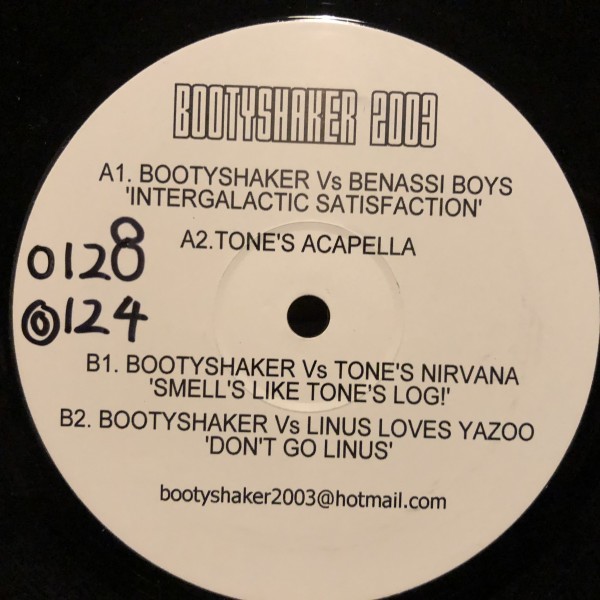 BOOTYSHAKER 2003
A1. BOOTYSHAKER Vs BENASSI BOYS
'INTERGALACTIC SATISFACTION'
A2.TONE'S ACAPELLA
0128
0124
B1. BOOTYSHAKER Vs TONE'S NIRVANA
'SMELL'S LIKE TONE'S LOG!'
B2. BOOTYSHAKER Vs LINUS LOVES YAZOO
'DON'T GO LINUS'
bootyshaker2003@hotmail.com